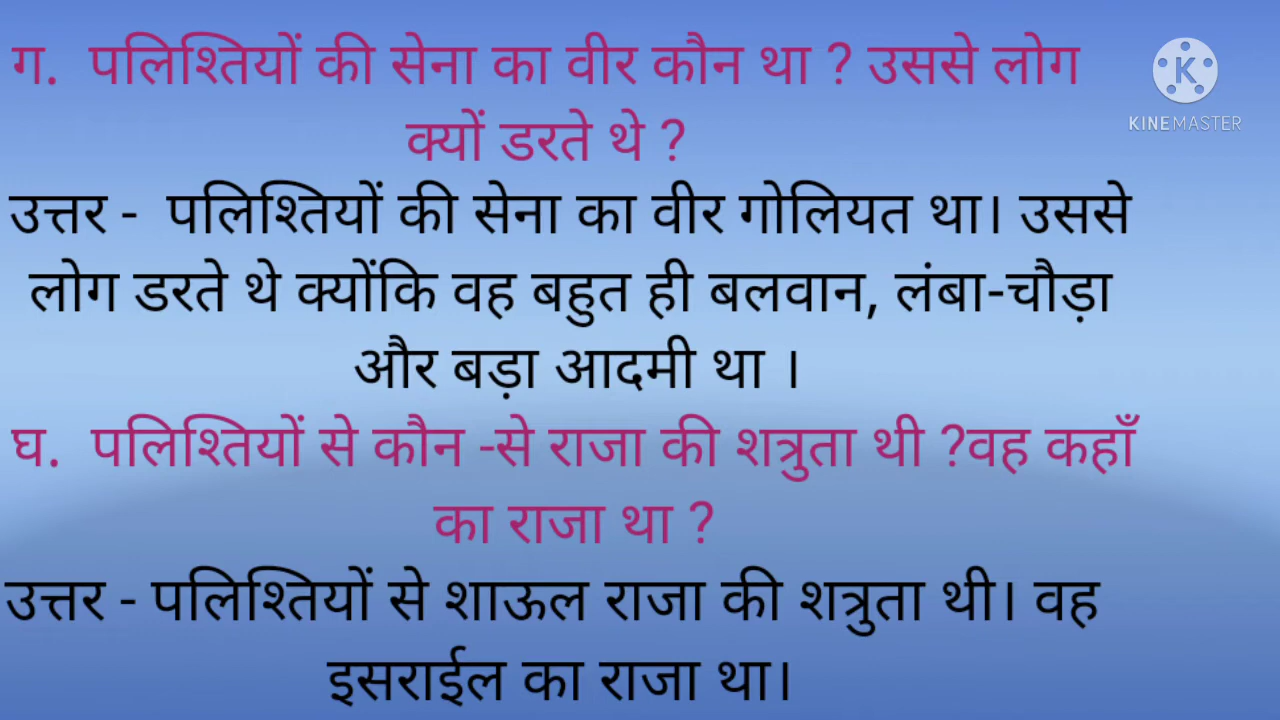 ग. पलिश्तियों की सेना का वीर कौन था ? उससे लोग
क्यों डरते थे ?
KINEMASTER
उत्तर - पलिश्तियों की सेना का वीर गोलियत था। उससे
लोग डरते थे क्योंकि वह बहुत ही बलवान, लंबा-चौड़ा
और बड़ा आदमी था ।
घ. पलिश्तियों से कौन -से राजा की शत्रुता थी ?वह कहाँ
का राजा था ?
उत्तर - पलिश्तियों से शाऊल राजा की शत्रुता थी। वह
इसराईल का राजा था।